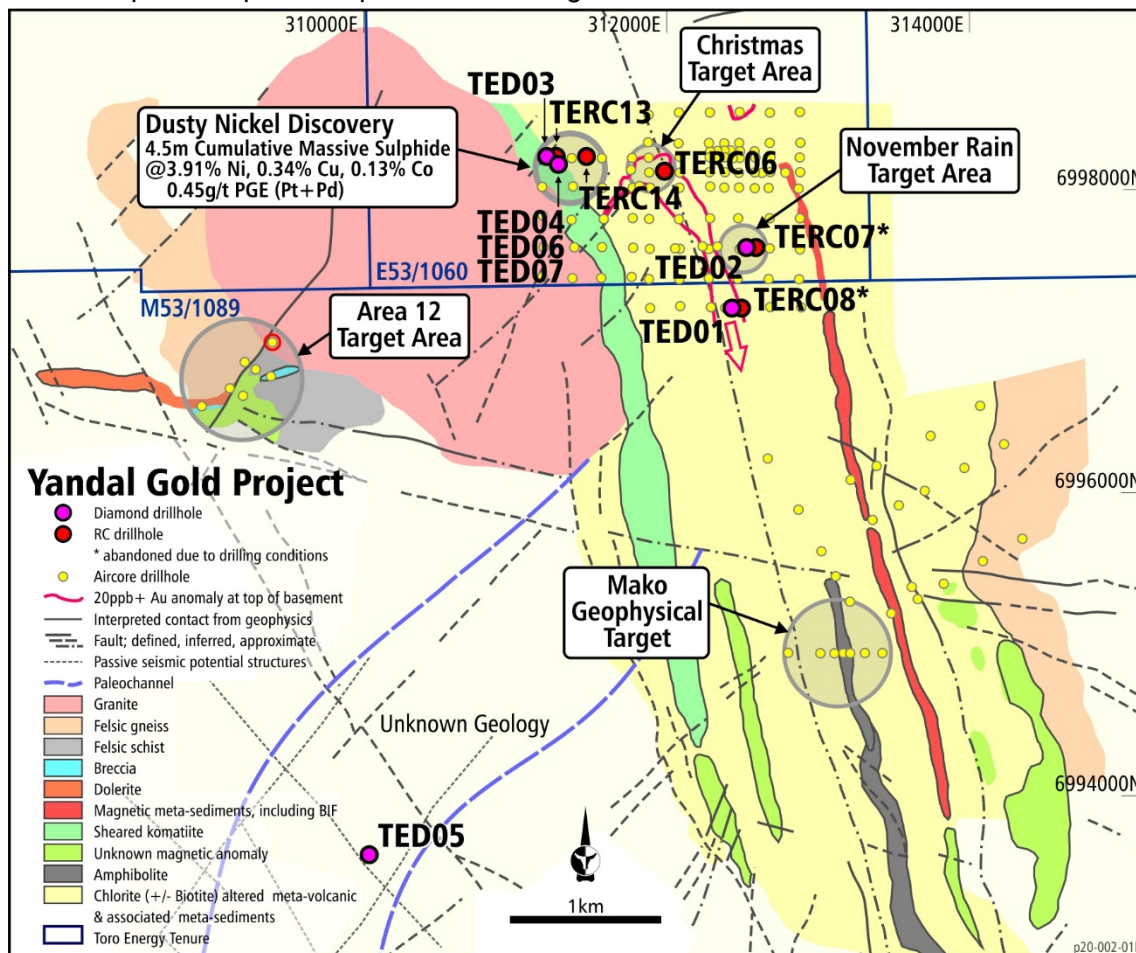 310000E
312000E
314000E
Christmas
Target Area
TED03
TERC13
Dusty Nickel Discovery
4.5m Cumulative Massive Sulphide
@3.91% Ni, 0.34% Cu, 0.13% Co
0.45g/t PGE (Pt+Pd)
November Rain
Target Area
TERC06
6998000N
TERC14
TED04
TED06
TED07
TERC07*
TED02
E53/1060
M53/1089
TERC08*
TED01
Area 12
Target Area
Yandal Gold Project
Diamond drillhole
RC drillhole
* abandoned due to drilling conditions
Aircore drillhole
20ppb+ Au anomaly at top of basement
Interpreted contact from geophysics
Fault; defined, inferred, approximate
Passive seismic potential structures
Paleochannel
Granite
Felsic gneiss
Felsic schist
Breccia
Dolerite
Magnetic meta-sediments, including BIF
Sheared komatiite
Unknown magnetic anomaly
Amphibolite
Chlorite (+/- Biotite) altered meta-volcanic
& associated meta-sediments
Toro Energy Tenure
6996000N
Mako
Geophysical
Target
Unknown Geology
6994000N
TED05
1km